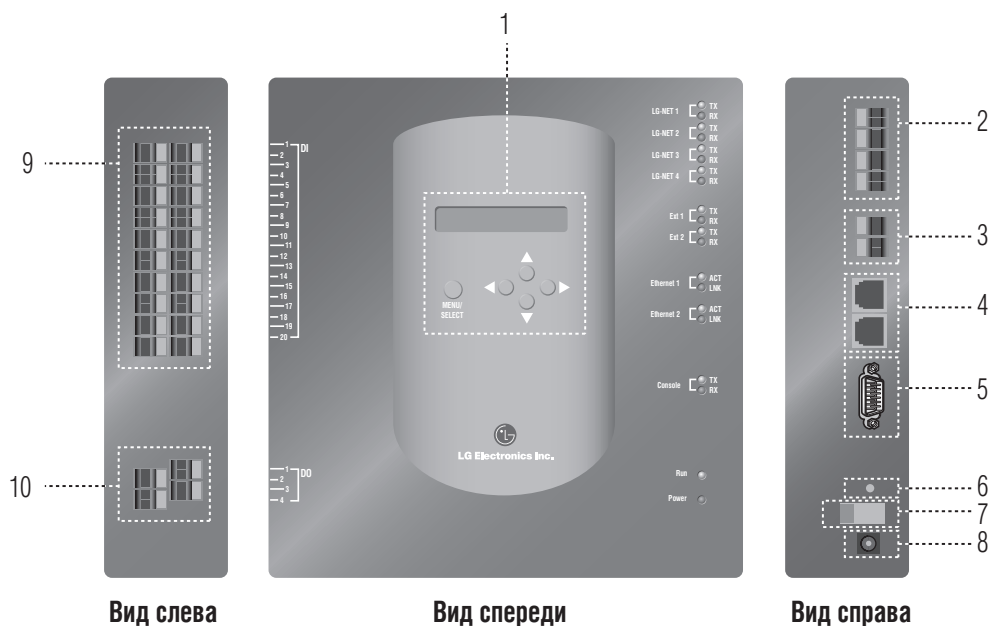 1
9
10
1
2
3
4
5
6
7
8
9
10
11
12
13
14
15
16
17
18
19
20
DI
1
2
3
4
DO
MENU/
SELECT
LG
LG Electronics Inc.
LG-NET 1 TX
RX
LG-NET 2 TX
RX
LG-NET 3 TX
RX
LG-NET 4 TX
RX
Ext 1 TX
RX
Ext 2 TX
RX
Ethernet 1 ACT
LNK
Ethernet 2 ACT
LNK
Console TX
RX
Run
Power
2
3
4
5
6
7
8
Вид слева
Вид спереди
Вид справа